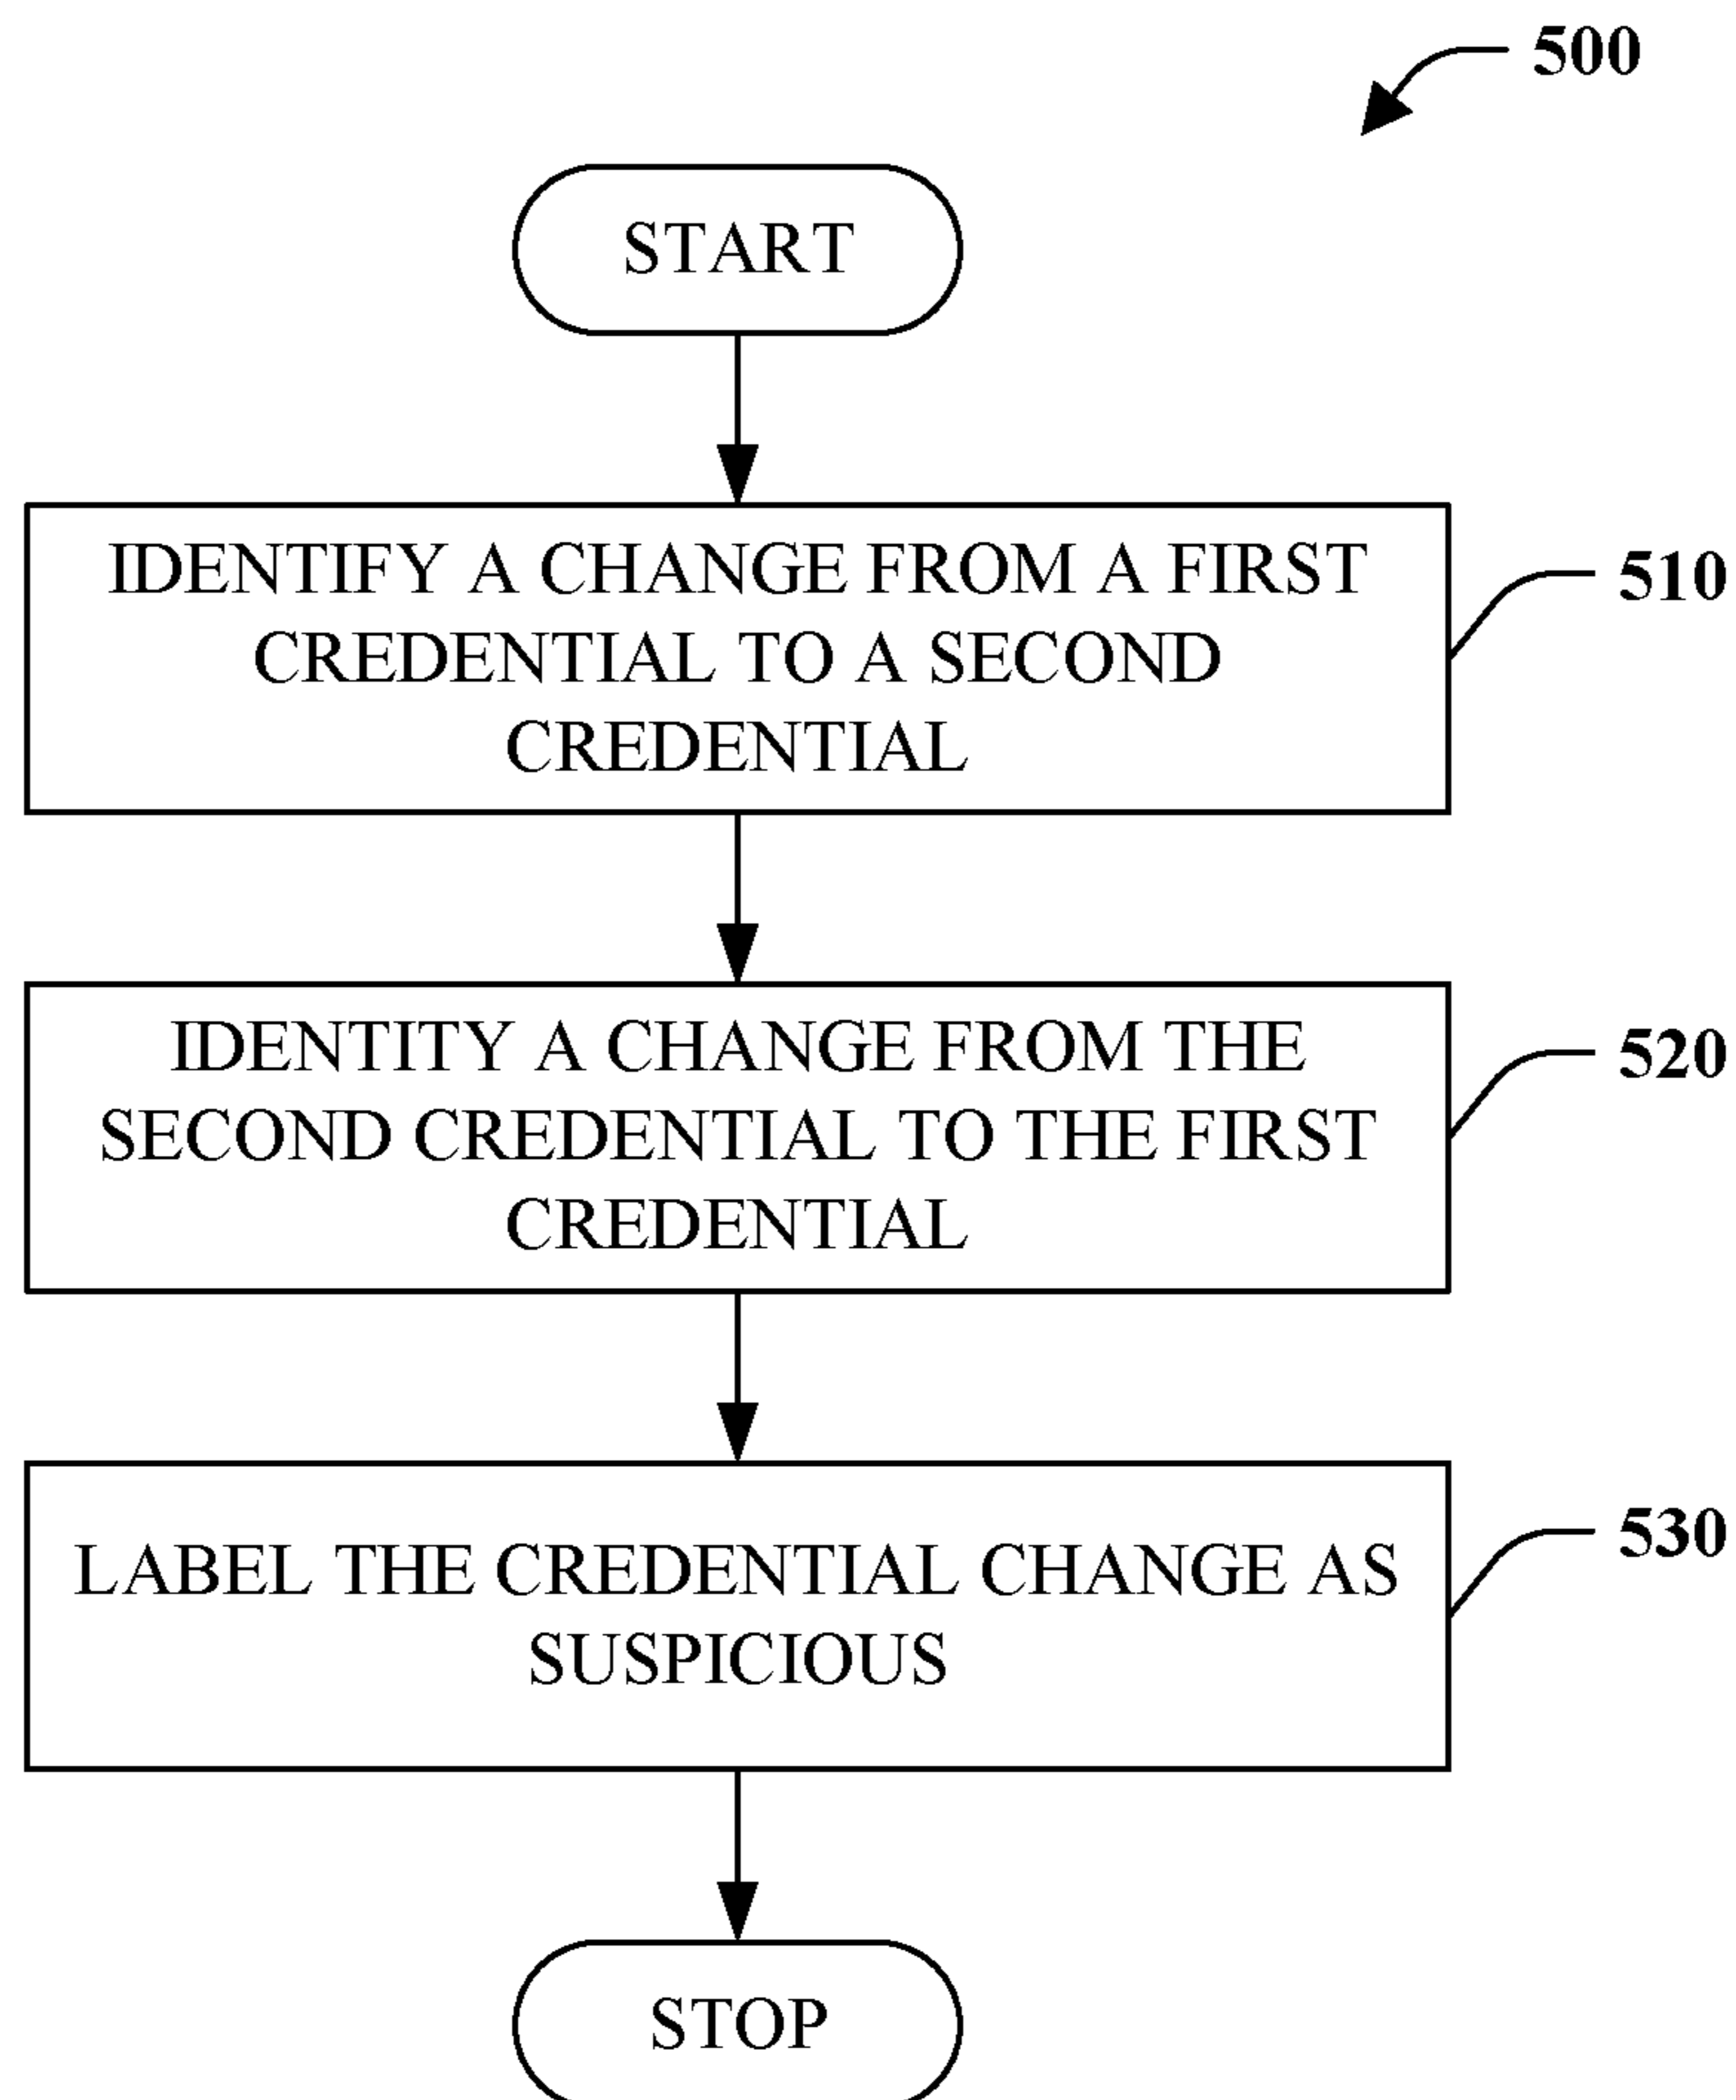 500
START
IDENTIFY A CHANGE FROM A FIRST
CREDENTIAL TO A SECOND
CREDENTIAL
510
IDENTITY A CHANGE FROM THE
SECOND CREDENTIAL TO THE FIRST
CREDENTIAL
520
LABEL THE CREDENTIAL CHANGE AS
SUSPICIOUS
530
STOP